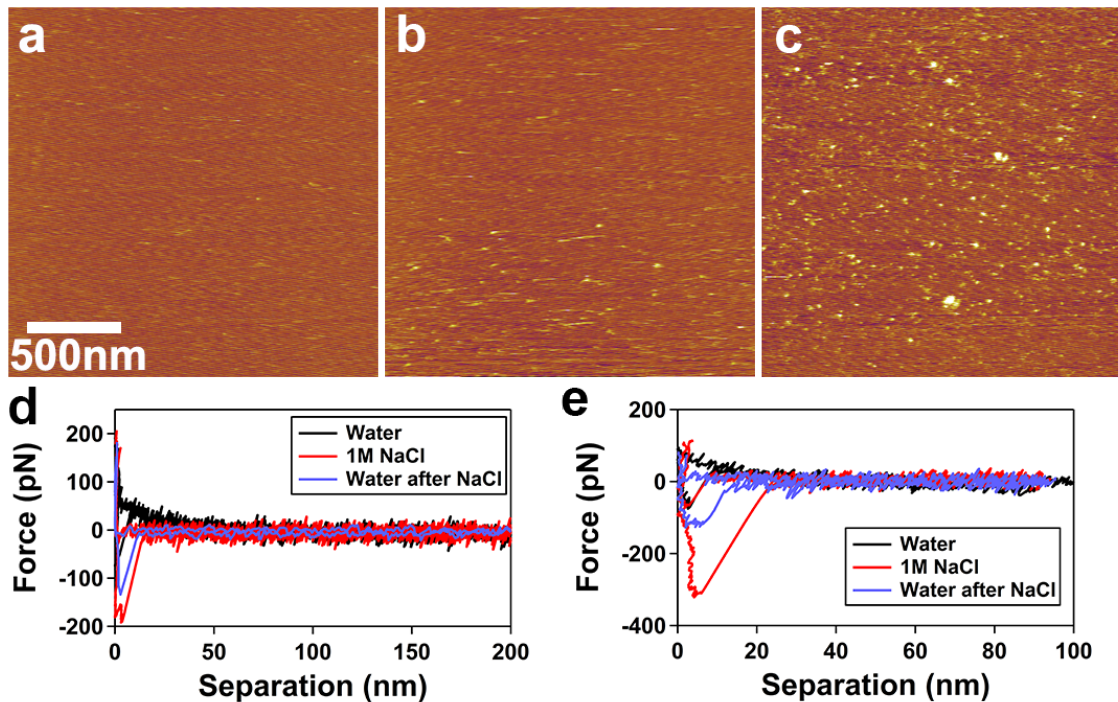 a
b
c
500nm
d
Force (pN)
200
100
0
-100
-200
0
50
100
150
200
Separation (nm)
Water
1M NaCl
Water after NaCl
e
Force (pN)
200
0
-200
-400
0
20
40
60
80
100
Separation (nm)
Water
1M NaCl
Water after NaCl